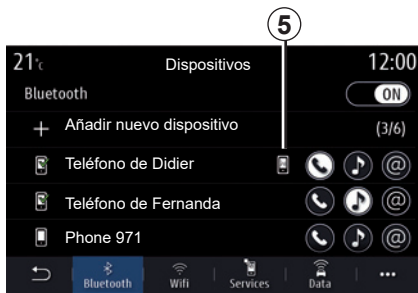 5
21°c Dispositivos 12:00
Bluetooth ON
+ Añadir nuevo dispositivo (3/6)
Teléfono de Didier @
Teléfono de Fernanda @
Phone 971 @
Bluetooth Wifi Services Data ...